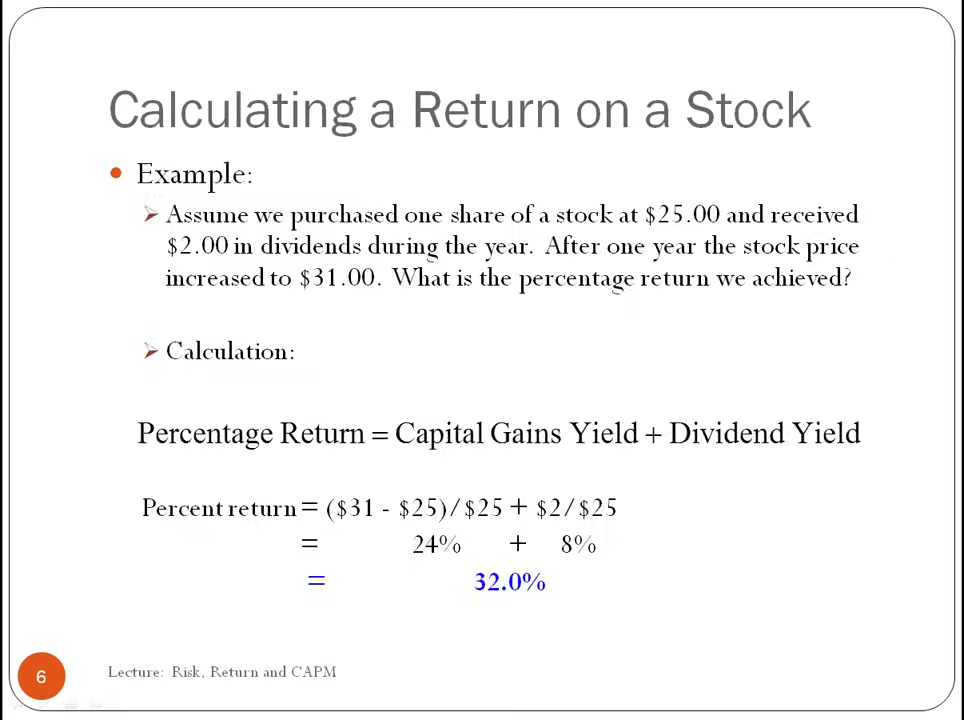 Calculating a Return on a Stock
Example:
Assume we purchased one share of a stock at $25.00 and received
$2.00 in dividends during the year. After one year the stock price
increased to $31.00. What is the percentage return we achieved?
Calculation:
Percentage Return = Capital Gains Yield + Dividend Yield
Percent return = ($31 - $25)/$25 + $2/$25
= 24% + 8%
= 32.0%
6
Lecture: Risk, Return and CAPM